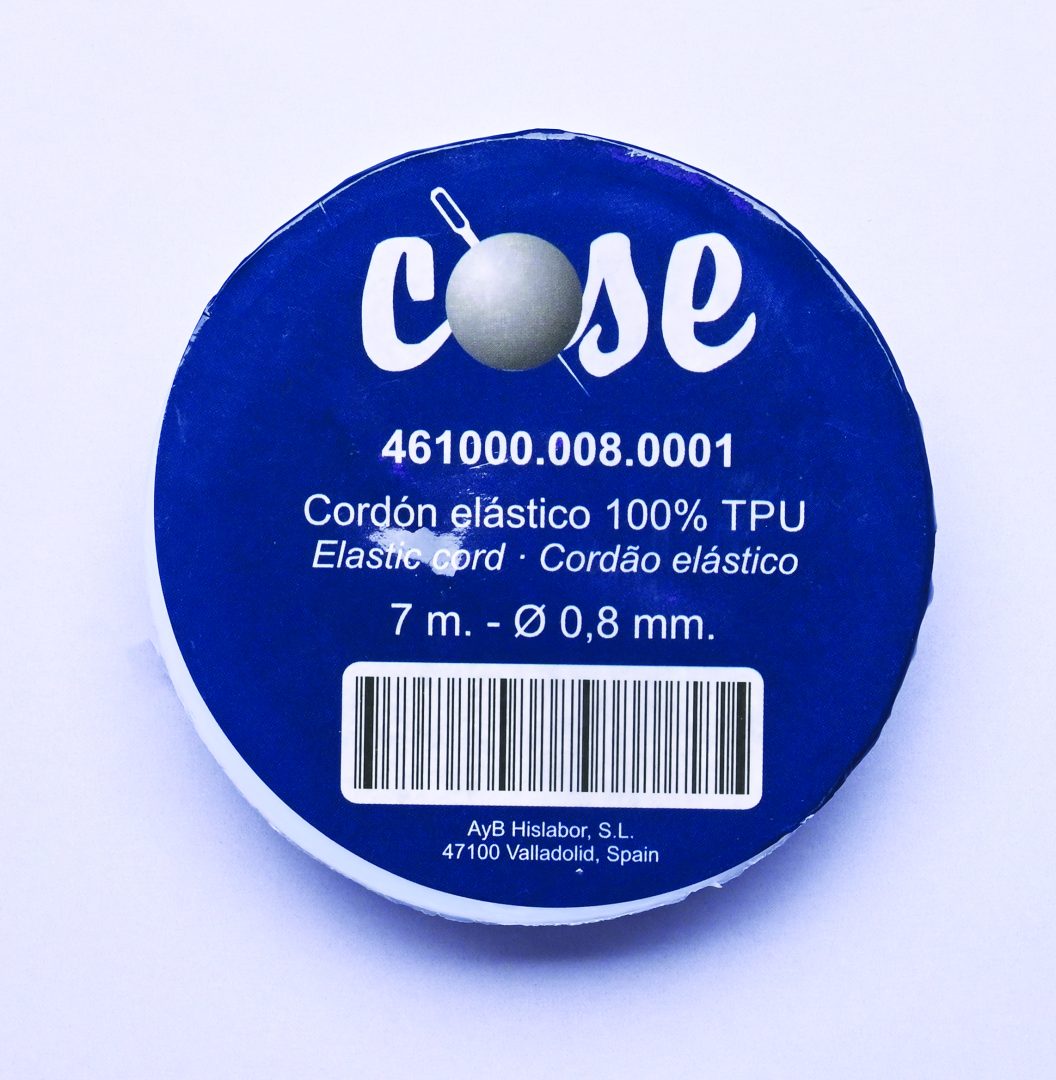 cose
461000.008.0001
Cordón elástico 100% TPU
Elastic cord · Cordão elástico
7 m. - Ø 0,8 mm.
AyB Hislabor, S.L.
47100 Valladolid, Spain